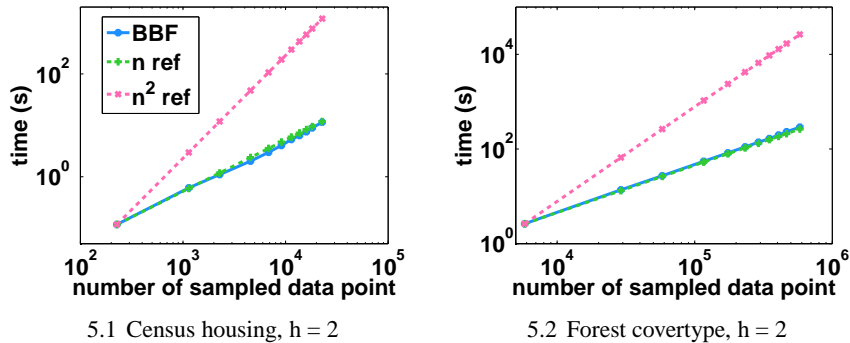 BBF
n ref
n² ref
time (s)
10²
10⁰
10² 10³ 10⁴ 10⁵
number of sampled data point
5.1 Census housing, h = 2
time (s)
10⁴
10²
10⁰
10⁴ 10⁵ 10⁶
number of sampled data point
5.2 Forest covertype, h = 2